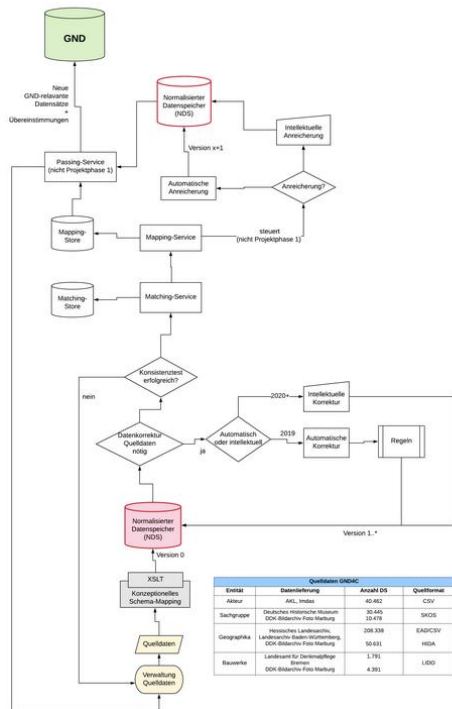 GND
Neue
GND-relevante
Datensätze
+
Übereinstimmungen
Normalisierter
Datenspeicher
(NDS)
Intellektuelle
Anreicherung
Version x+1
Passing-Service
(nicht Projektphase 1)
Automatische
Anreicherung
Anreicherung?
Mapping-
Store
Mapping-Service
steuert
(nicht Projektphase 1)
Matching-
Store
Matching-Service
Konsistenztest
erfolgreich?
nein
2020+
Intellektuelle
Korrektur
Datenkorrektur
Quelldaten
nötig
ja
Automatisch
oder intellektuell
2019
Automatische
Korrektur
Regeln
Normalisierter
Datenspeicher
(NDS)
Version 1..*
Version 0
XSLT
Konzeptionelles
Schema-Mapping
Quelldaten
Verwaltung
Quelldaten
Quelldaten GND4C
Entität Datenlieferung Anzahl DS Quellformat
Akteur AKL, Imdas 40.462 CSV
Sachgruppe Deutsches Historische Museum 30.445 SKOS
DDK-Bildarchiv Foto Marburg 10.478
Geographika Hessisches Landesarchiv, 208.338 EAD/CSV
Landesarchiv Baden-Württemberg,
DDK-Bildarchiv Foto Marburg 50.631 HIDA
Bauwerke Landesamt für Denkmalpflege 1.791 LIDO
Bremen
DDK-Bildarchiv Foto Marburg 4.391